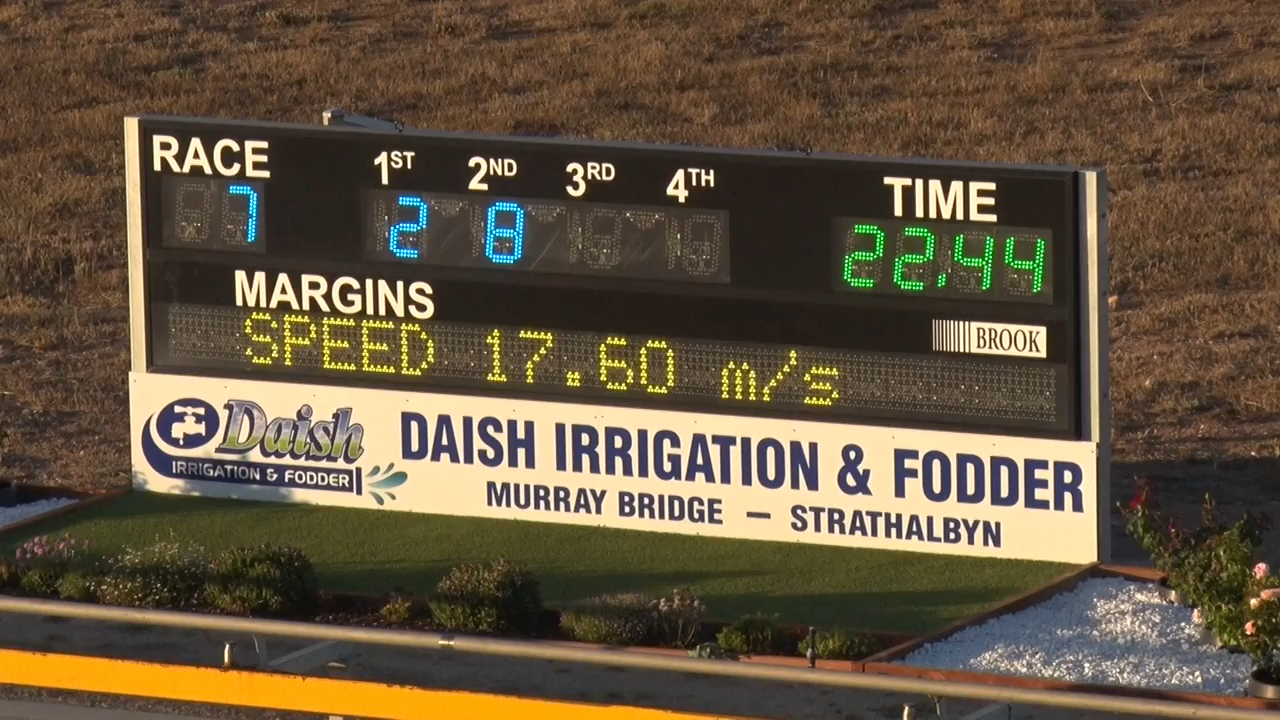 RACE 1ST 2ND 3RD 4TH TIME
7 2 8 22.44
MARGINS
BROOK
SPEED 17.60 m/s
Daish
IRRIGATION & FODDER
DAISH IRRIGATION & FODDER
MURRAY BRIDGE – STRATHALBYN